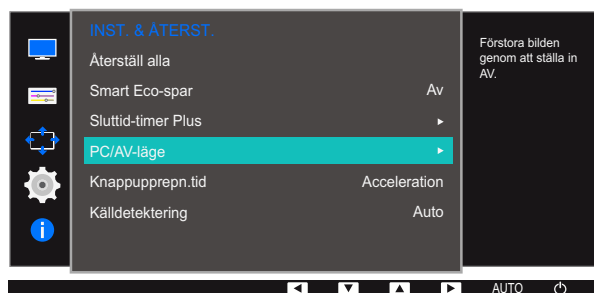 INST. & ÅTERST.
Återställ alla
Smart Eco-spar Av
Sluttid-timer Plus
PC/AV-läge
Knappupprepn.tid Acceleration
Källdetektering Auto
Förstora bilden
genom att ställa in
AV.
AUTO